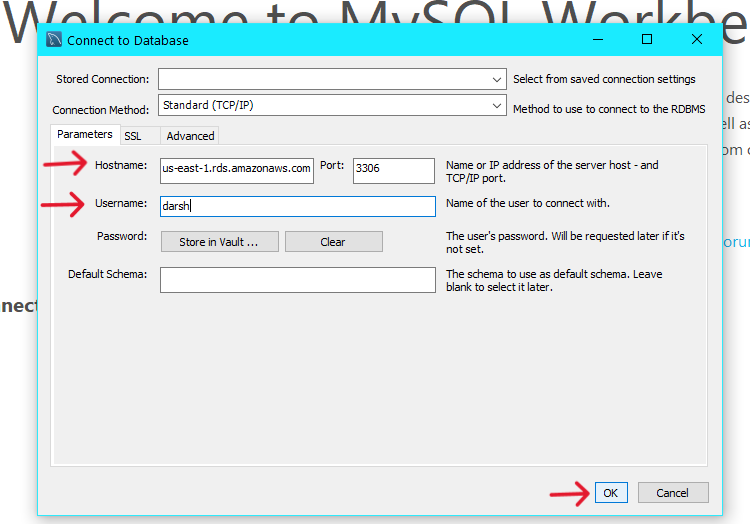 Welcome to MySQL Workbe
Connect to Database
Stored Connection: Select from saved connection settings
Connection Method: Standard (TCP/IP) Method to use to connect to the RDBMS
Parameters SSL Advanced
Hostname: us-east-1.rds.amazonaws.com Port: 3306 Name or IP address of the server host - and
TCP/IP port.
Username: darsh Name of the user to connect with.
Password: Store in Vault ... Clear The user's password. Will be requested later if it's
not set.
Default Schema: The schema to use as default schema. Leave
blank to select it later.
OK Cancel
des
ell as
om
orun
nnect